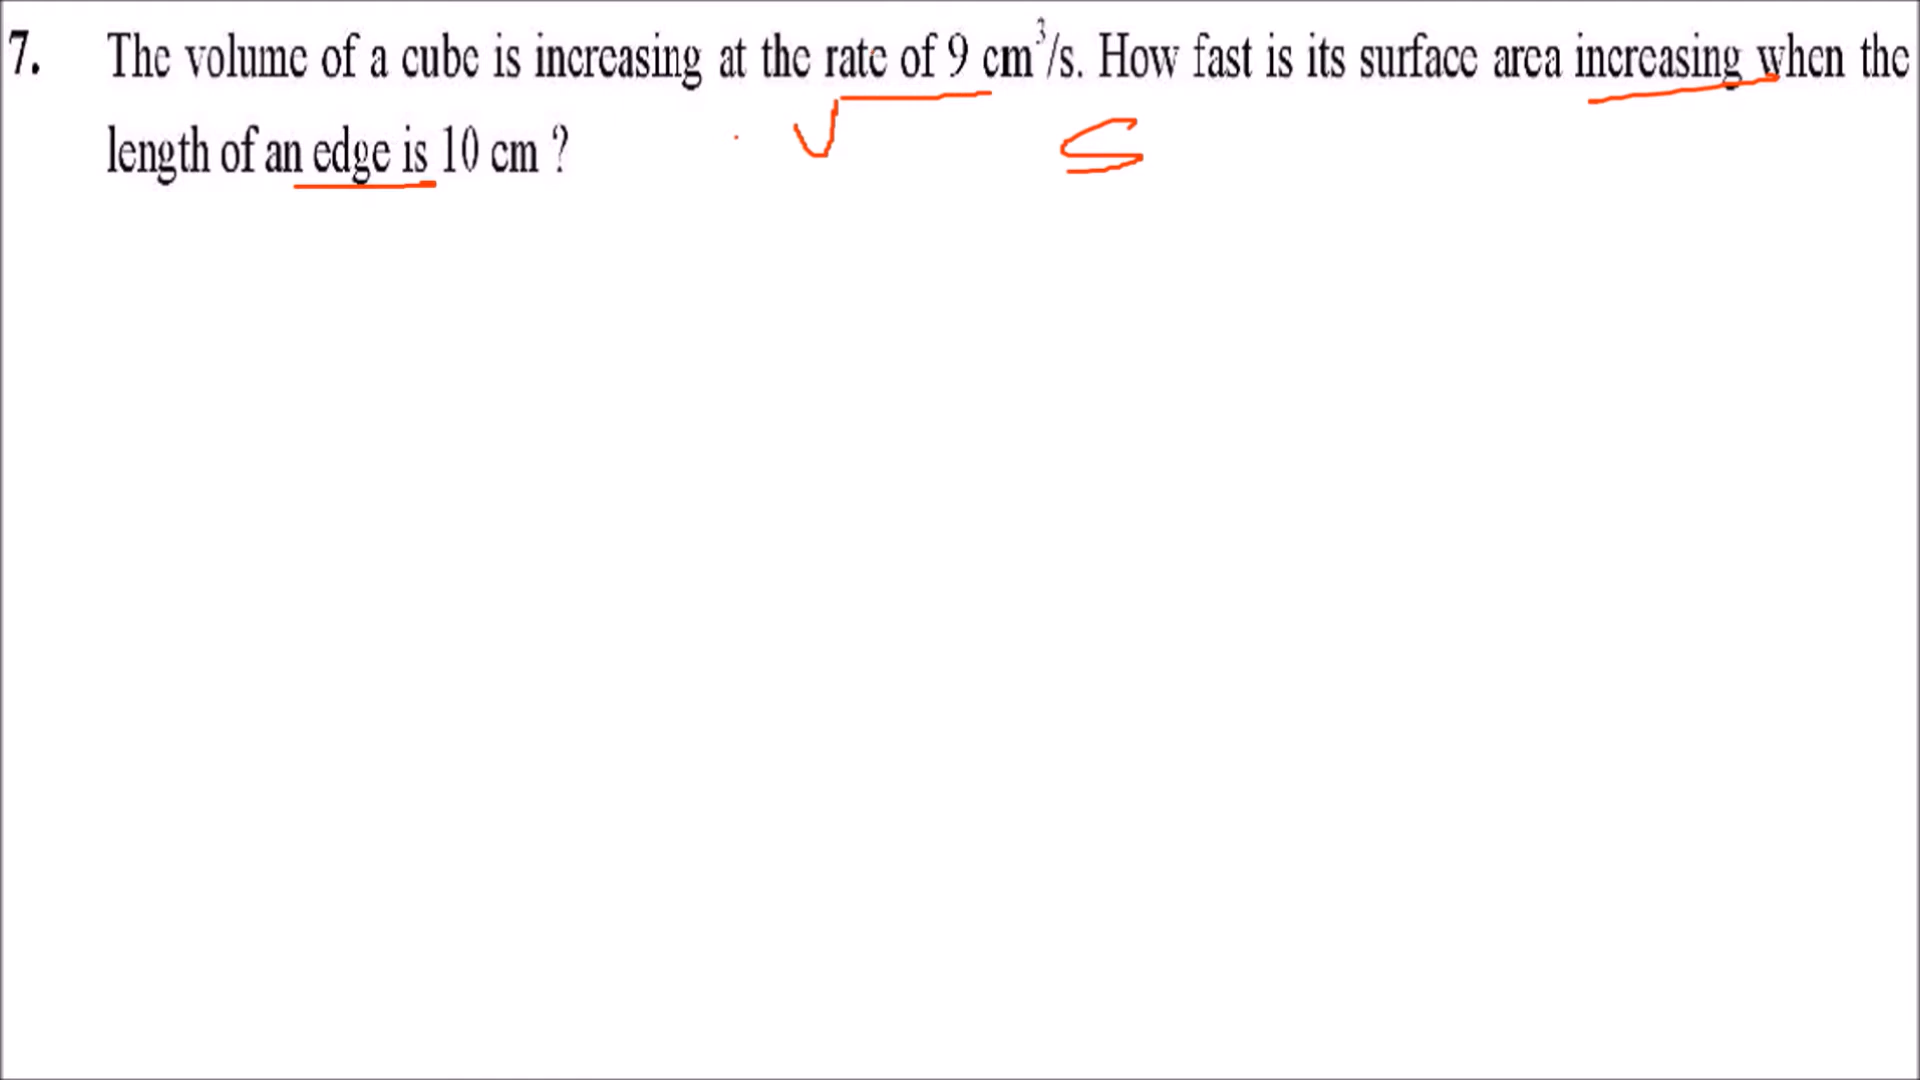 7. The volume of a cube is increasing at the rate of 9 cm³/s. How fast is its surface area increasing when the
length of an edge is 10 cm ?
V S